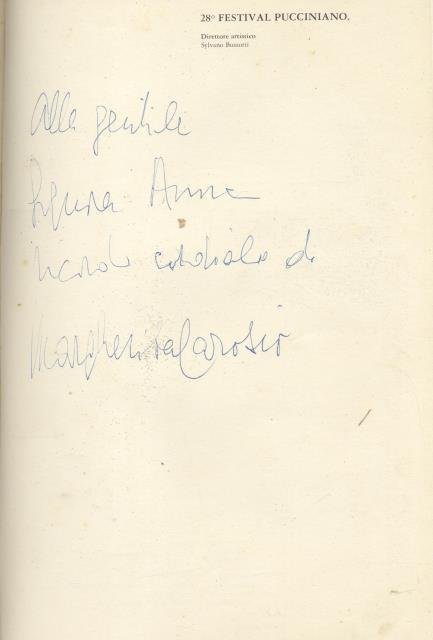 28° FESTIVAL PUCCINIANO.
Direttore artistico
Sylvano Bussotti
Alla gentile
Signora Anna
ricordo cordiale di
Margherita Carosio